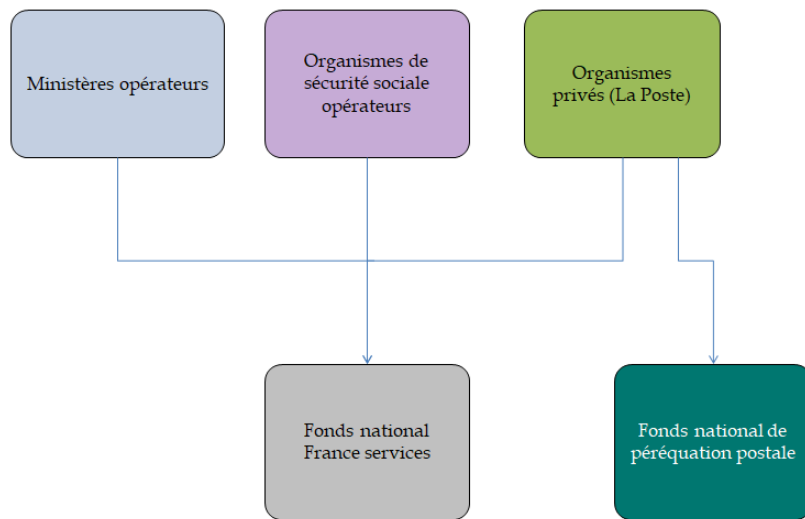 Ministères opérateurs
Organismes de
sécurité sociale
opérateurs
Organismes
privés (La Poste)
Fonds national
France services
Fonds national de
péréquation postale